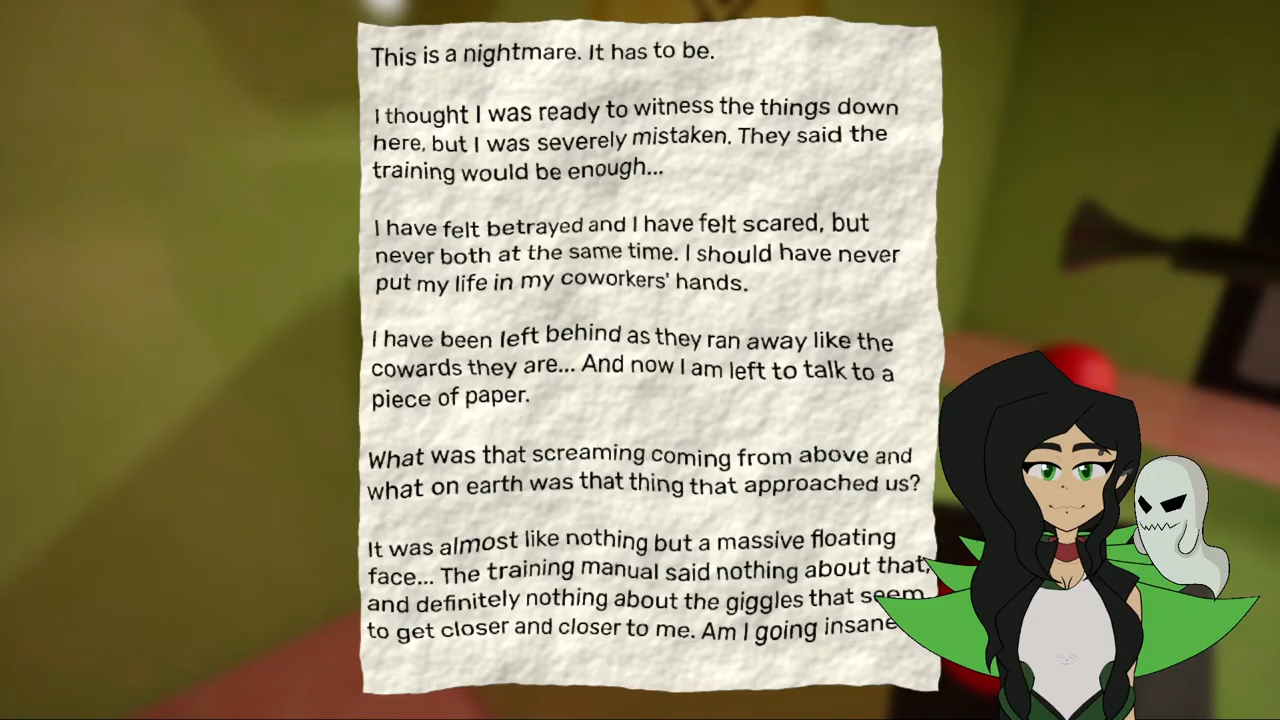 This is a nightmare. It has to be.
I thought I was ready to witness the things down
here, but I was severely mistaken. They said the
training would be enough...
I have felt betrayed and I have felt scared, but
never both at the same time. I should have never
put my life in my coworkers' hands.
I have been left behind as they ran away like the
cowards they are... And now I am left to talk to a
piece of paper.
What was that screaming coming from above and
what on earth was that thing that approached us?
It was almost like nothing but a massive floating
face... The training manual said nothing about that,
and definitely nothing about the giggles that seem
to get closer and closer to me. Am I going insane